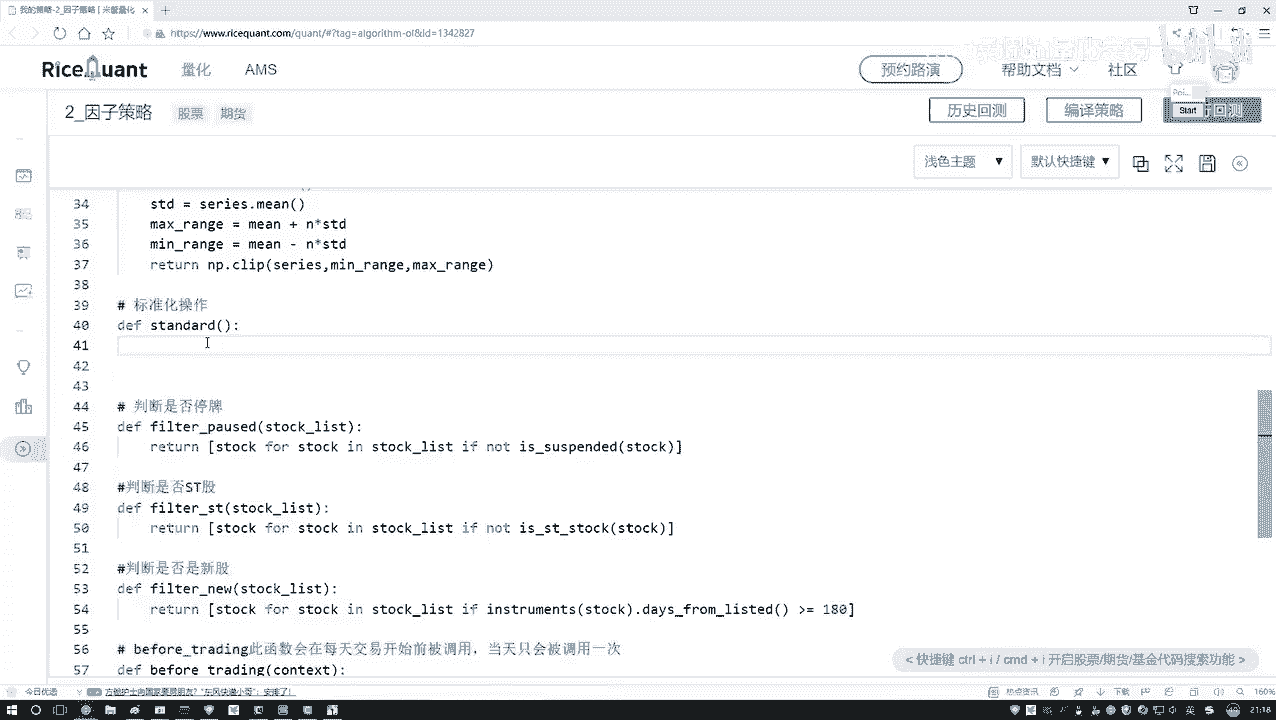 我的策略-2_因子策略 [ 米筐量化
https://www.ricequant.com/quant/#?tag=algorithm-of&id=134.827
RiceQuant 量化 AMS 预约路演 帮助文档 社区
2_因子策略 股票 期货 历史回测 编译策略
Start
浅色主题 ▼ 默认快捷键 ▼
34 std = series.mean()
35 max_range = mean + n*std
36 min_range = mean - n*std
37 return np.clip(series,min_range,max_range)
38
39 # 标准化操作
40 def standard():
41
42
43
44 # 判断是否停牌
45 def filter_paused(stock_list):
46 return [stock for stock in stock_list if not is_suspended(stock)]
47
48 #判断是否ST股
49 def filter_st(stock_list):
50 return [stock for stock in stock_list if not is_st_stock(stock)]
51
52 #判断是否是新股
53 def filter_new(stock_list):
54 return [stock for stock in stock_list if instruments(stock).days_from_listed() >= 180]
55
56 # before_trading此函数会在每天交易开始前被调用，当天只会被调用一次
57 def before_trading(context):
< 快捷键 ctrl + i / cmd + i 开启股票/期货/基金代码搜索功能 >
今日优选 热点资讯 下载 160%
英 21:18